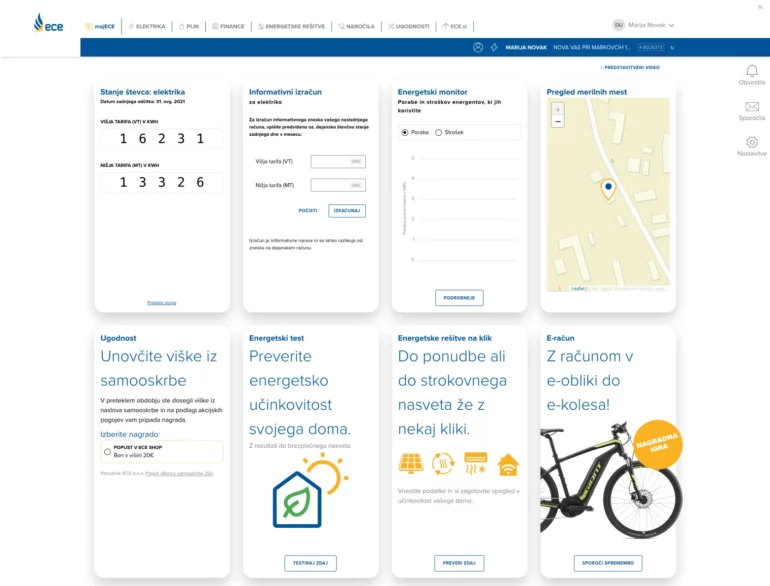 SL
ece
mojECE
ELEKTRIKA
PLIN
FINANCE
ENERGETSKE REŠITVE
NAROČILA
UGODNOSTI
ECE.si
Marija Novak
MARIJA NOVAK
NOVA VAS PRI MARKOVCIH 1...
PREDSTAVITVENI VIDEO
Obvestila
Sporočila
Nastavitve
Stanje števca: elektrika
Datum zadnjega odčitka: 31. avg. 2021
VIŠJA TARIFA (VT) V KWH
1 6 2 3 1
NIŽJA TARIFA (MT) V KWH
1 3 3 2 6
Preglej stanja
Informativni izračun
za elektriko
Za izračun informativnega zneska vašega naslednjega
računa, vpišite predvideno oz. dejansko števčno stanje
zadnjega dne v mesecu.
Višja tarifa (VT)
kWh
Nižja tarifa (MT)
kWh
POČISTI
IZRAČUNAJ
Izračun je informativne narave in se lahko razlikuje od
zneska na dejanskem računu.
Energetski monitor
Porabe in stroškov energentov, ki jih
koristite
Poraba
Strošek
5
4
3
2
1
0
PODROBNEJE
Pregled merilnih mest
+
−
Leaflet
Ugodnost
Unovčite viške iz
samooskrbe
V preteklem obdobju ste dosegli viške iz
naslova samooskrbe in na podlagi akcijskih
pogojev vam pripada nagrada.
Izberite nagrado:
POPUST V ECE SHOP
Bon v višini 20€
Ponudnik: ECE d.o.o.
Energetski test
Preverite
energetsko
učinkovitost
svojega doma.
Z rezultati do brezplačnega nasveta.
TESTIRAJ ZDAJ
Energetske rešitve na klik
Do ponudbe ali
do strokovnega
nasveta že z
nekaj kliki.
Vnesite podatke in si zagotovite vpogled v
učinkovitost vašega doma.
PREVERI ZDAJ
E-račun
Z računom v
e-obliki do
e-kolesa!
NAGRADNA
IGRA
SPOROČI SPREMEMBO